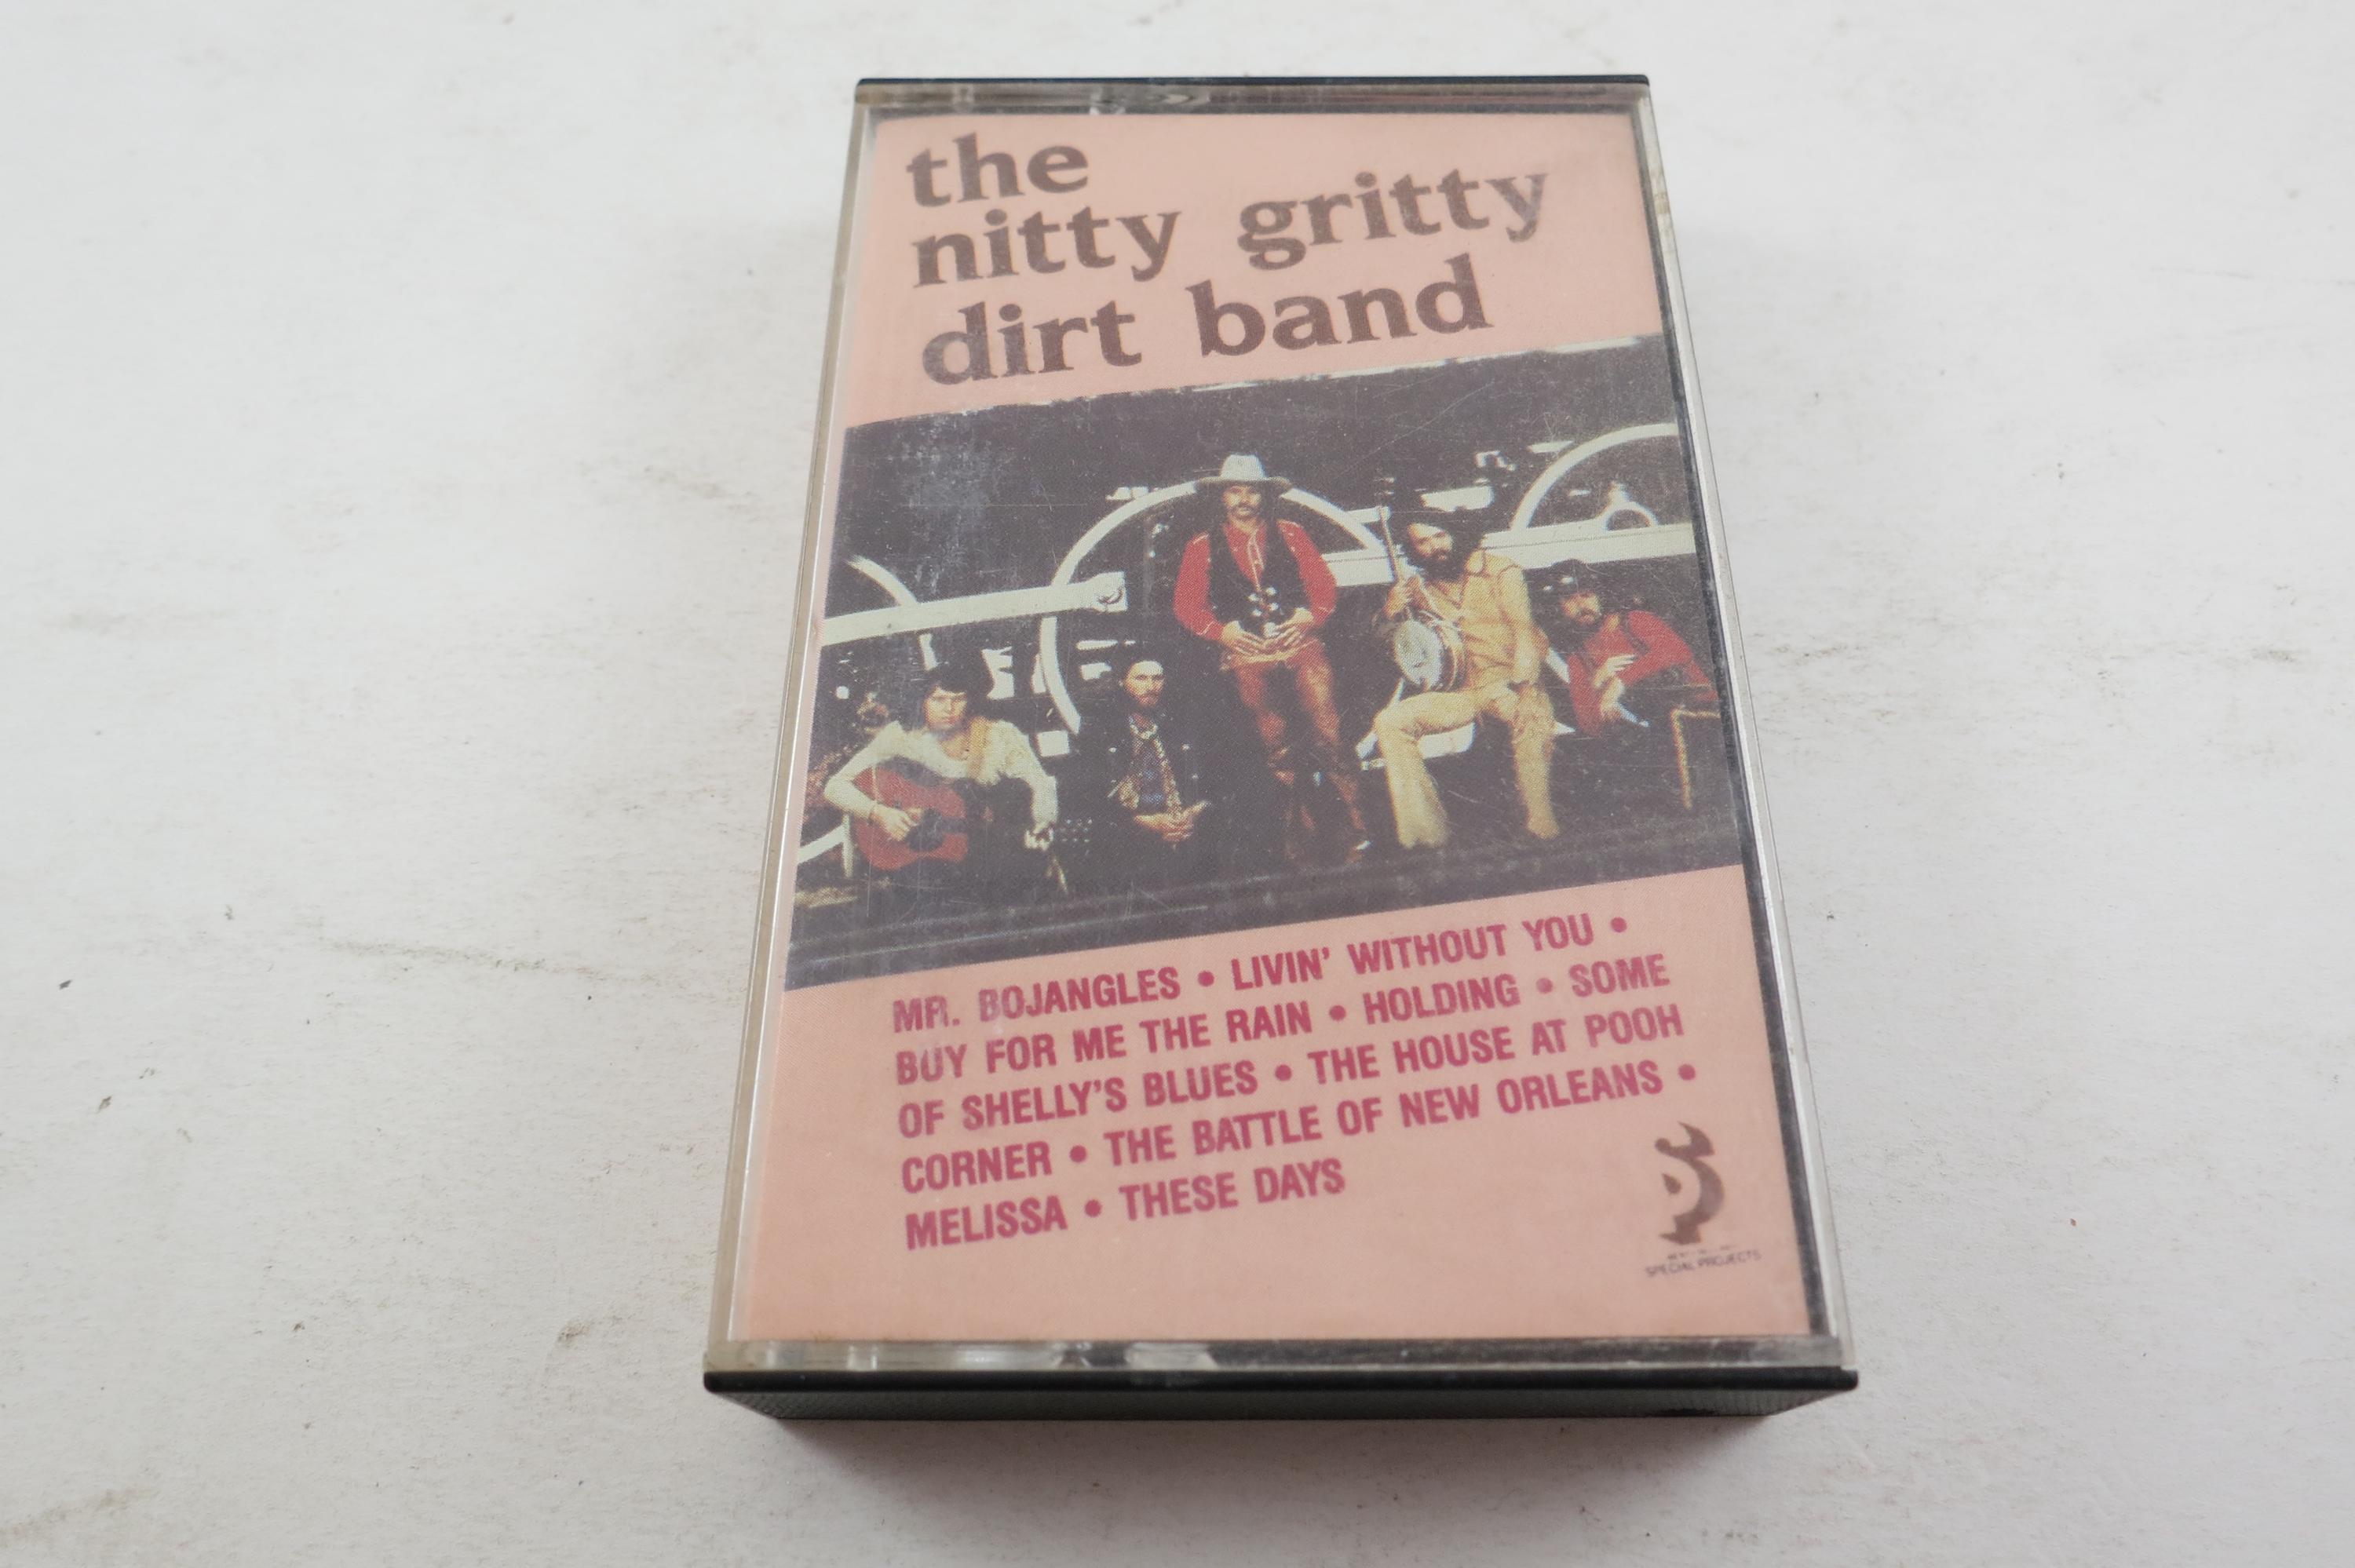 the
nitty gritty
dirt band
MR. BOJANGLES • LIVIN' WITHOUT YOU •
BUY FOR ME THE RAIN • HOLDING • SOME
OF SHELLY'S BLUES • THE HOUSE AT POOH
CORNER • THE BATTLE OF NEW ORLEANS •
MELISSA • THESE DAYS
SPECIAL PROJECTS